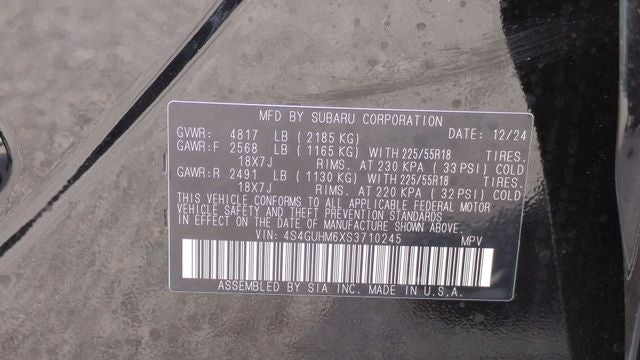 MFD BY SUBARU CORPORATION
GVWR: 4817 LB ( 2185 KG) DATE: 12/24
GAWR:F 2568 LB ( 1165 KG) WITH 225/55R18 TIRES.
18X7J RIMS. AT 230 KPA ( 33 PSI) COLD
GAWR:R 2491 LB ( 1130 KG) WITH 225/55R18 TIRES.
18X7J RIMS. AT 220 KPA ( 32 PSI) COLD
THIS VEHICLE CONFORMS TO ALL APPLICABLE FEDERAL MOTOR
VEHICLE SAFETY AND THEFT PREVENTION STANDARDS
IN EFFECT ON THE DATE OF MANUFACTURE SHOWN ABOVE.
VIN: 4S4GUHM6XS3710245 MPV
ASSEMBLED BY SIA INC. MADE IN U.S.A.